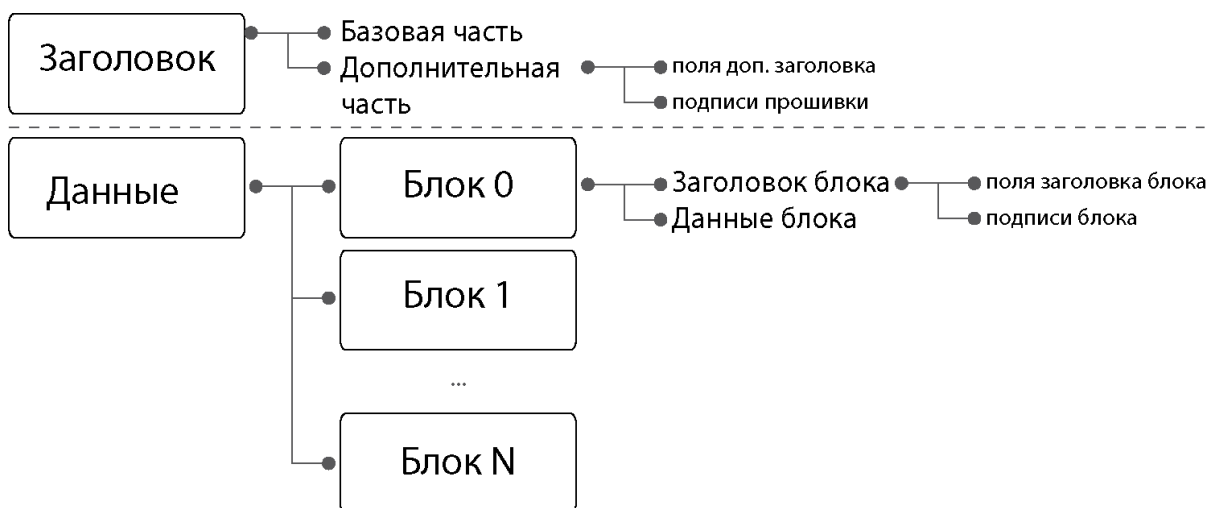 Заголовок
Базовая часть
Дополнительная
часть
поля доп. заголовка
подписи прошивки
Данные
Блок 0
Заголовок блока
Данные блока
поля заголовка блока
подписи блока
Блок 1
...
Блок N